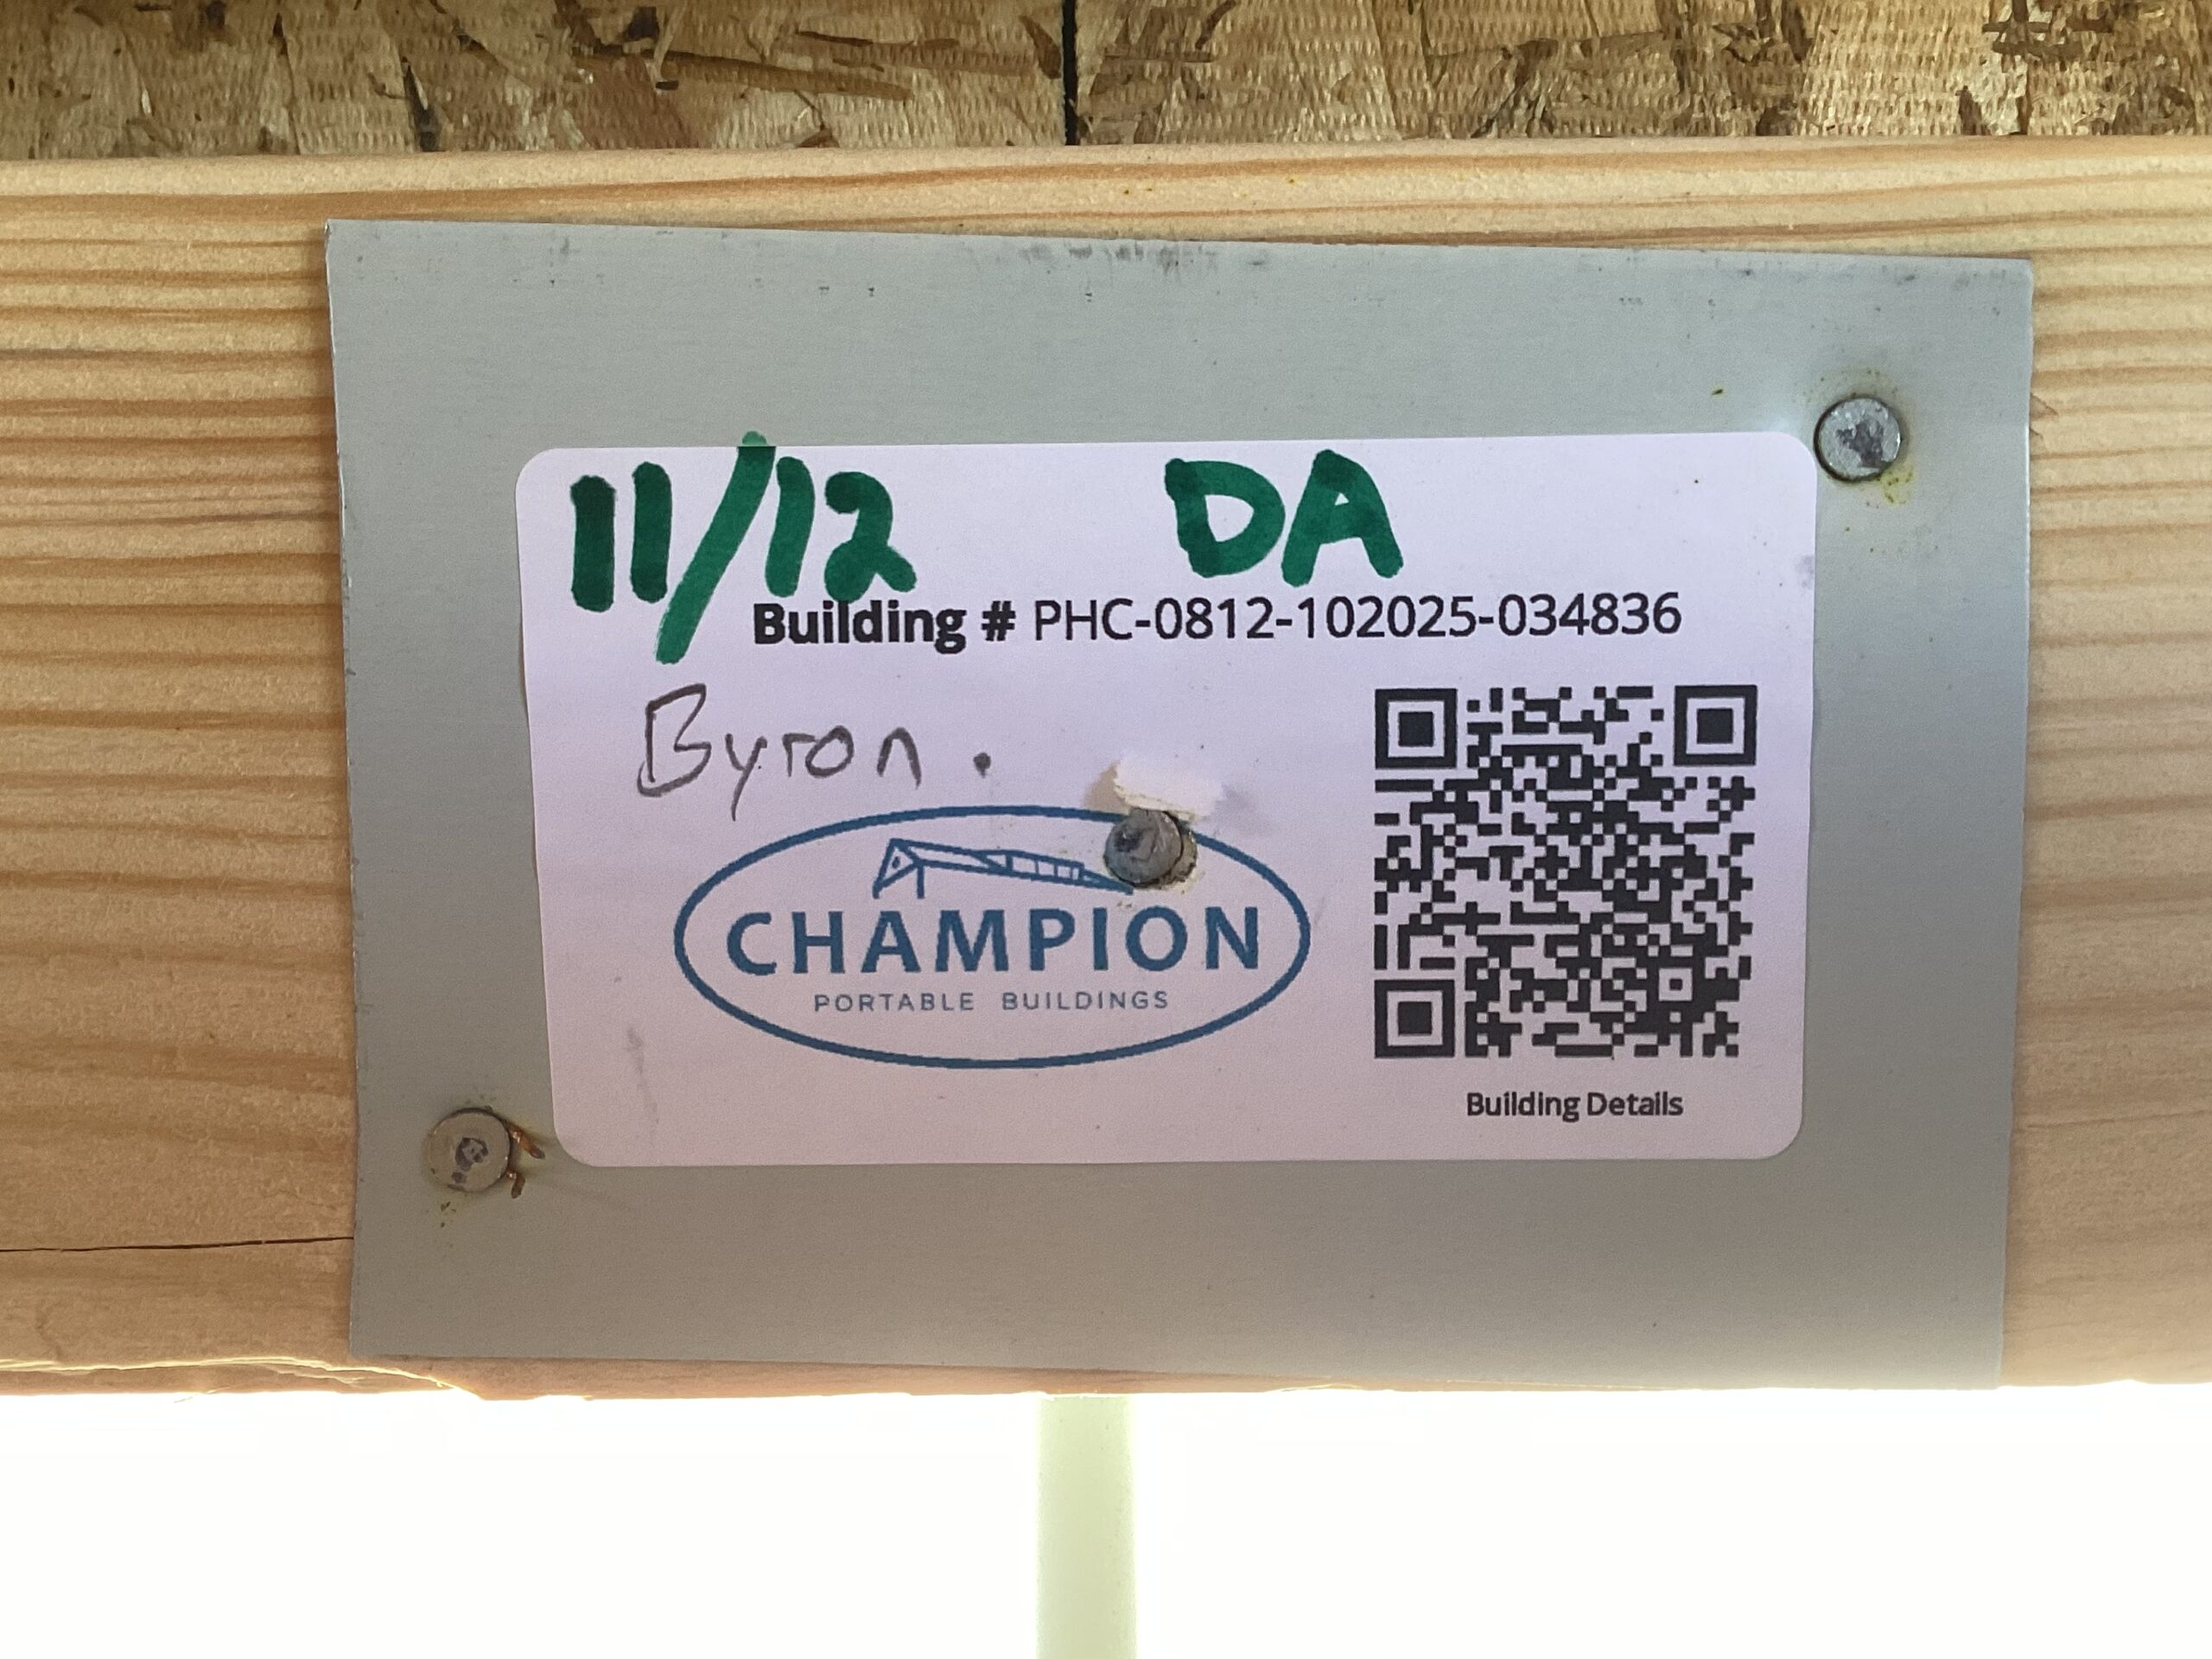 11/12 DA
Building # PHC-0812-102025-034836
Byron.
CHAMPION
PORTABLE BUILDINGS
Building Details